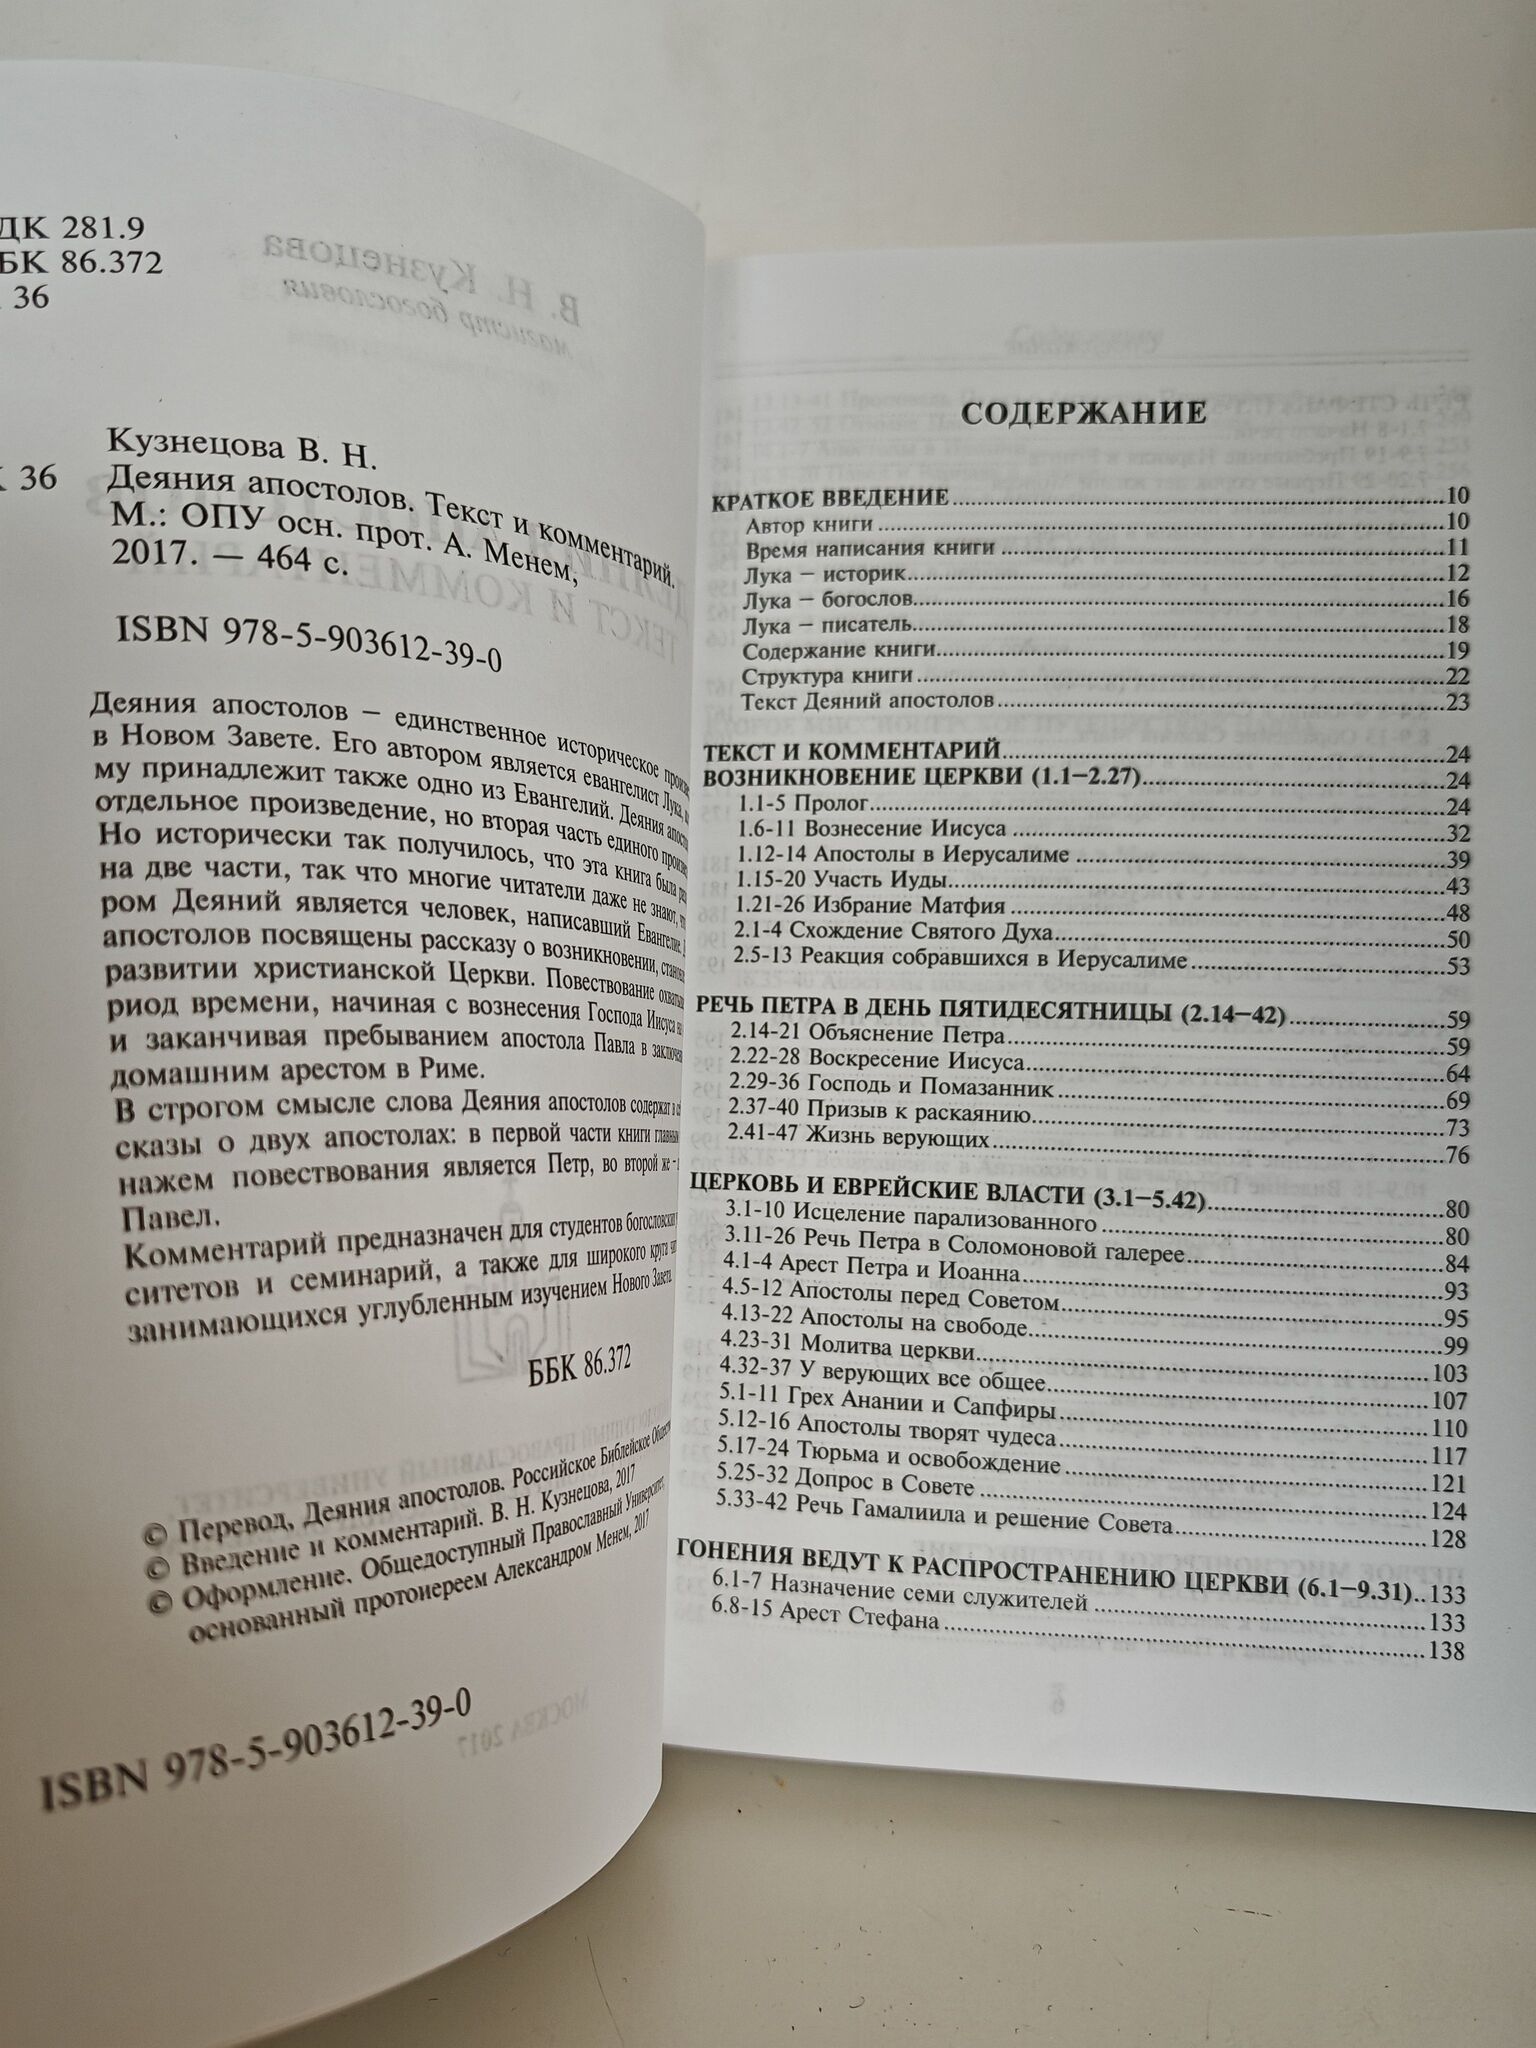 ДК 281.9
БК 86.372
36
Кузнецова В. Н.
К 36 Деяния апостолов. Текст и комментарий.
М.: ОПУ осн. прот. А. Менем,
2017. — 464 с.
ISBN 978-5-903612-39-0
Деяния апостолов – единственное историческое
в Новом Завете. Его автором является евангелист Лука,
му принадлежит также одно из Евангелий. Деяния
отдельное произведение, но вторая часть единого
Но исторически так получилось, что эта книга была
на две части, так что многие читатели даже не знают,
ром Деяний является человек, написавший Евангелие.
апостолов посвящены рассказу о возникновении,
развитии христианской Церкви. Повествование
риод времени, начиная с вознесения Господа Иисуса
и заканчивая пребыванием апостола Павла в
домашним арестом в Риме.
В строгом смысле слова Деяния апостолов содержат в
сказы о двух апостолах: в первой части книги
нажем повествования является Петр, во второй же –
Павел.
Комментарий предназначен для студентов богословских
ситетов и семинарий, а также для широкого круга
занимающихся углубленным изучением Нового Завета.
ББК 86.372
© Перевод, Деяния апостолов. Российское Библейское
© Введение и комментарий. В. Н. Кузнецова, 2017
© Оформление. Общедоступный Православный Университет,
основанный протоиереем Александром Менем, 2017
ISBN 978-5-903612-39-0
СОДЕРЖАНИЕ
КРАТКОЕ ВВЕДЕНИЕ 10
Автор книги 10
Время написания книги 11
Лука – историк 12
Лука – богослов 16
Лука – писатель 18
Содержание книги 19
Структура книги 22
Текст Деяний апостолов 23
ТЕКСТ И КОММЕНТАРИЙ 24
ВОЗНИКНОВЕНИЕ ЦЕРКВИ (1.1–2.27) 24
1.1-5 Пролог 24
1.6-11 Вознесение Иисуса 32
1.12-14 Апостолы в Иерусалиме 39
1.15-20 Участь Иуды 43
1.21-26 Избрание Матфия 48
2.1-4 Схождение Святого Духа 50
2.5-13 Реакция собравшихся в Иерусалиме 53
РЕЧЬ ПЕТРА В ДЕНЬ ПЯТИДЕСЯТНИЦЫ (2.14–42) 59
2.14-21 Объяснение Петра 59
2.22-28 Воскресение Иисуса 64
2.29-36 Господь и Помазанник 69
2.37-40 Призыв к раскаянию 73
2.41-47 Жизнь верующих 76
ЦЕРКОВЬ И ЕВРЕЙСКИЕ ВЛАСТИ (3.1–5.42) 80
3.1-10 Исцеление парализованного 80
3.11-26 Речь Петра в Соломоновой галерее 84
4.1-4 Арест Петра и Иоанна 93
4.5-12 Апостолы перед Советом 95
4.13-22 Апостолы на свободе 99
4.23-31 Молитва церкви 103
4.32-37 У верующих все общее 107
5.1-11 Грех Анании и Сапфиры 110
5.12-16 Апостолы творят чудеса 117
5.17-24 Тюрьма и освобождение 121
5.25-32 Допрос в Совете 124
5.33-42 Речь Гамалиила и решение Совета 128
ГОНЕНИЯ ВЕДУТ К РАСПРОСТРАНЕНИЮ ЦЕРКВИ (6.1–9.31) 133
6.1-7 Назначение семи служителей 133
6.8-15 Арест Стефана 138